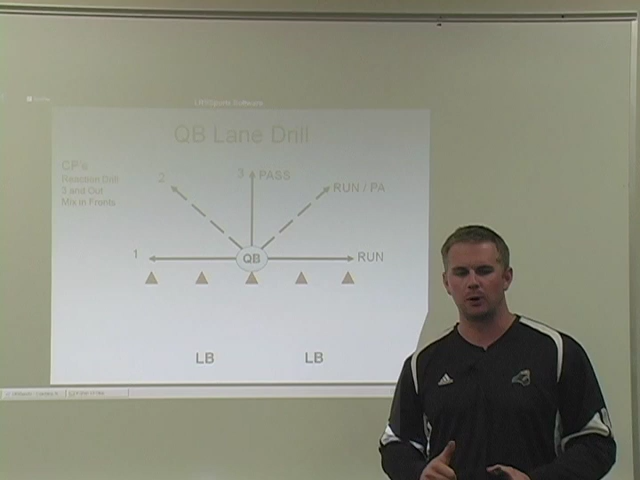 QB Lane Drill
CP's
Reaction Drill
3 and Out
Mix in Fronts
2
3 PASS
RUN / PA
1
QB
RUN
LB LB